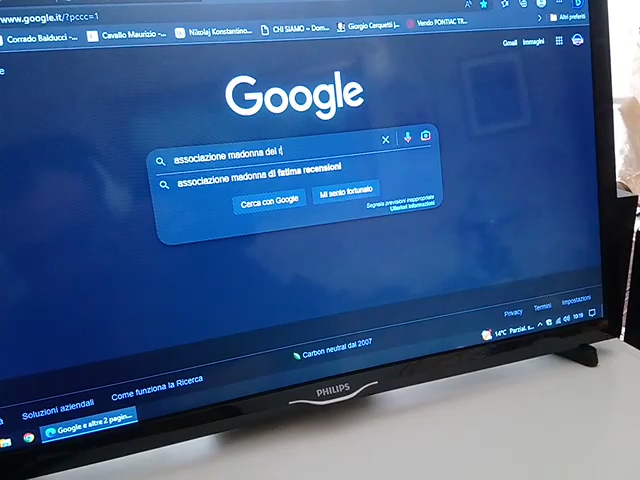 www.google.it/?pccc=1
Corrado Balducci -... Cavallo Maurizio -... Nikolaj Konstantino... CHI SIAMO – Dom... Giorgio Cerquetti j... Vendo PONTIAC TR... Altri preferiti
Gmail Immagini
Google
associazione madonna del r
associazione madonna di fatima recensioni
Cerca con Google Mi sento fortunato
Segnala previsioni inappropriate
Ulteriori informazioni
Carbon neutral dal 2007
Privacy Termini Impostazioni
Soluzioni aziendali Come funziona la Ricerca
Google e altre 2 pagin...
14°C Parzial. s... 19:19
PHILIPS